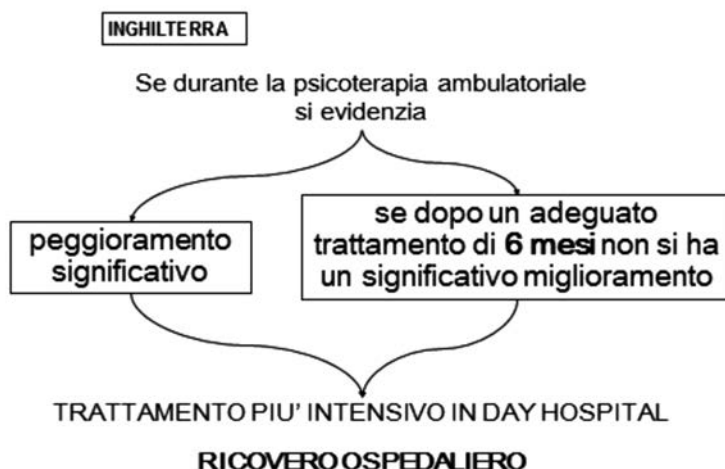 INGHILTERRA
Se durante la psicoterapia ambulatoriale
si evidenzia
peggioramento
significativo
se dopo un adeguato
trattamento di 6 mesi non si ha
un significativo miglioramento
TRATTAMENTO PIU' INTENSIVO IN DAY HOSPITAL
RICOVERO OSPEDALIERO